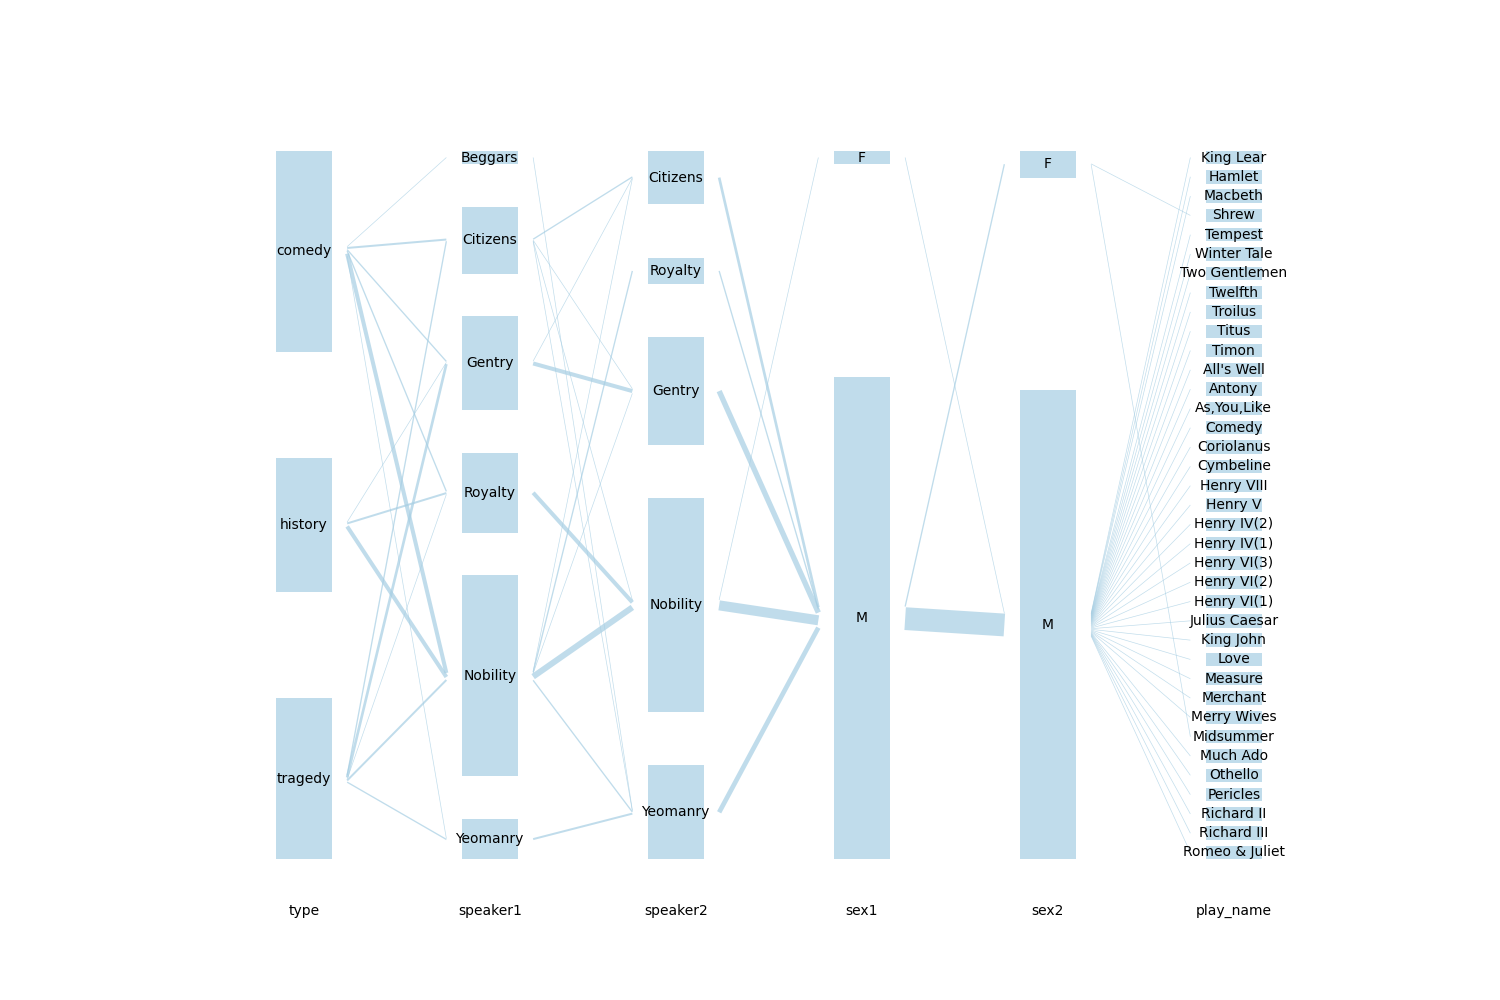 comedy
history
tragedy
Beggars
Citizens
Gentry
Royalty
Nobility
Yeomanry
Citizens
Royalty
Gentry
Nobility
Yeomanry
F
M
F
M
King Lear
Hamlet
Macbeth
Shrew
Tempest
Winter Tale
Two Gentlemen
Twelfth
Troilus
Titus
Timon
All's Well
Antony
As,You,Like
Comedy
Coriolanus
Cymbeline
Henry VIII
Henry V
Henry IV(2)
Henry IV(1)
Henry VI(3)
Henry VI(2)
Henry VI(1)
Julius Caesar
King John
Love
Measure
Merchant
Merry Wives
Midsummer
Much Ado
Othello
Pericles
Richard II
Richard III
Romeo & Juliet
type speaker1 speaker2 sex1 sex2 play_name